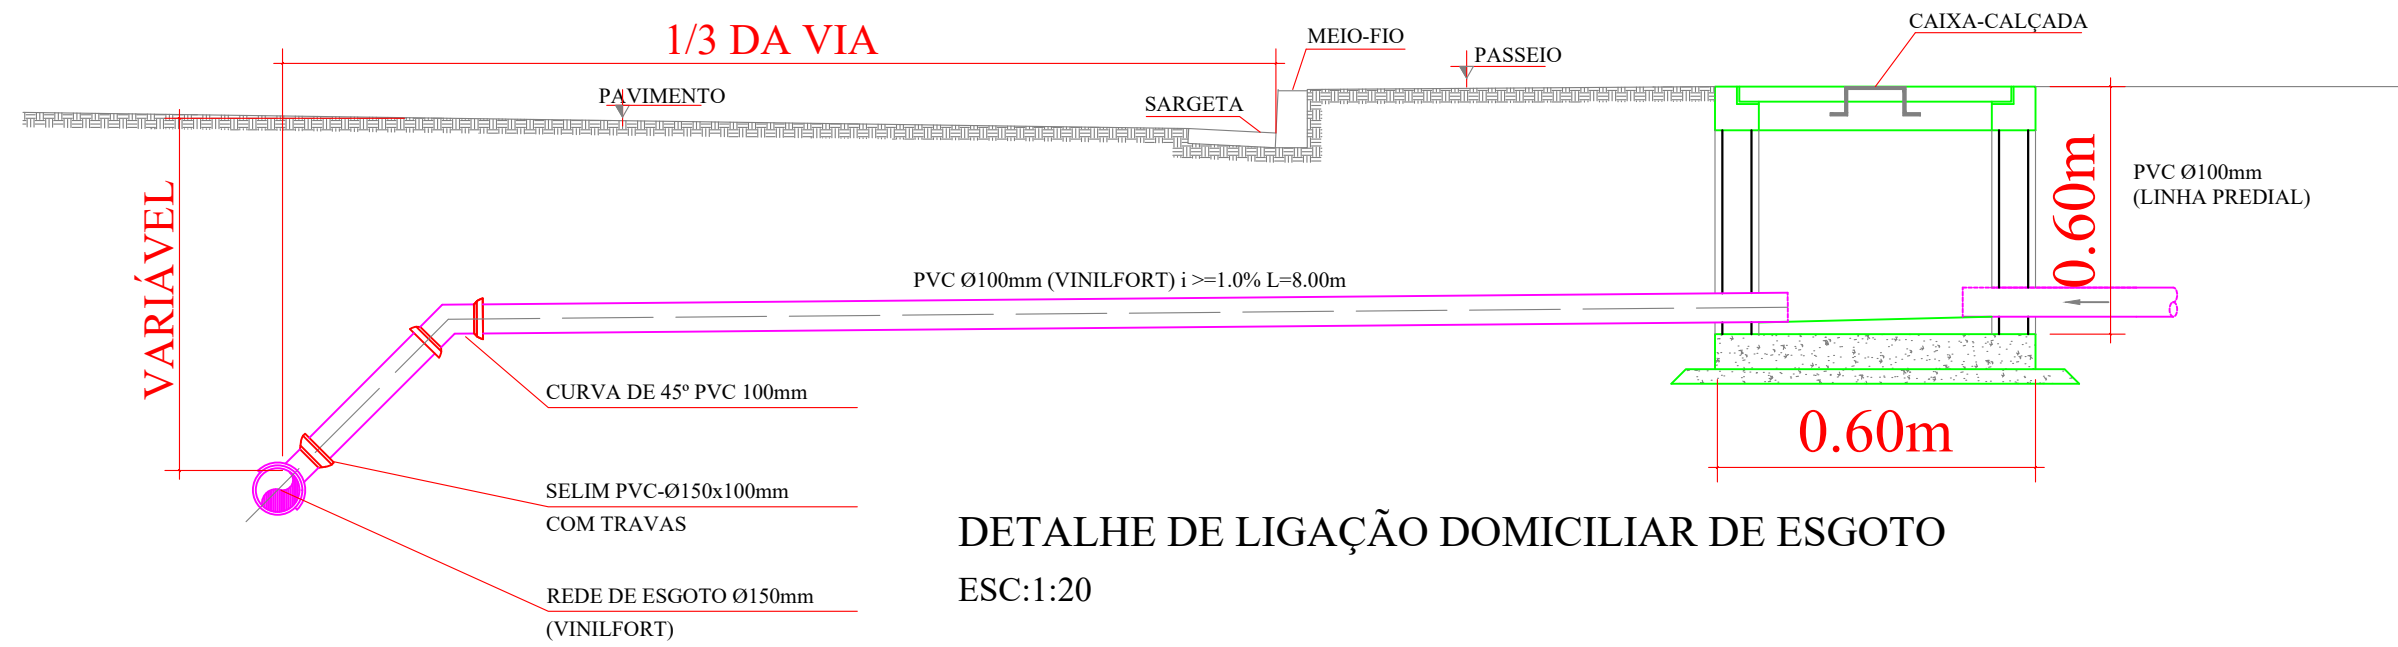 1/3 DA VIA
MEIO-FIO
CAIXA-CALÇADA
PASSEIO
PAVIMENTO
SARGETA
VARIÁVEL
0.60m
PVC Ø100mm
(LINHA PREDIAL)
PVC Ø100mm (VINILFORT) i >=1.0% L=8.00m
CURVA DE 45º PVC 100mm
0.60m
SELIM PVC-Ø150x100mm
COM TRAVAS
DETALHE DE LIGAÇÃO DOMICILIAR DE ESGOTO
ESC:1:20
REDE DE ESGOTO Ø150mm
(VINILFORT)